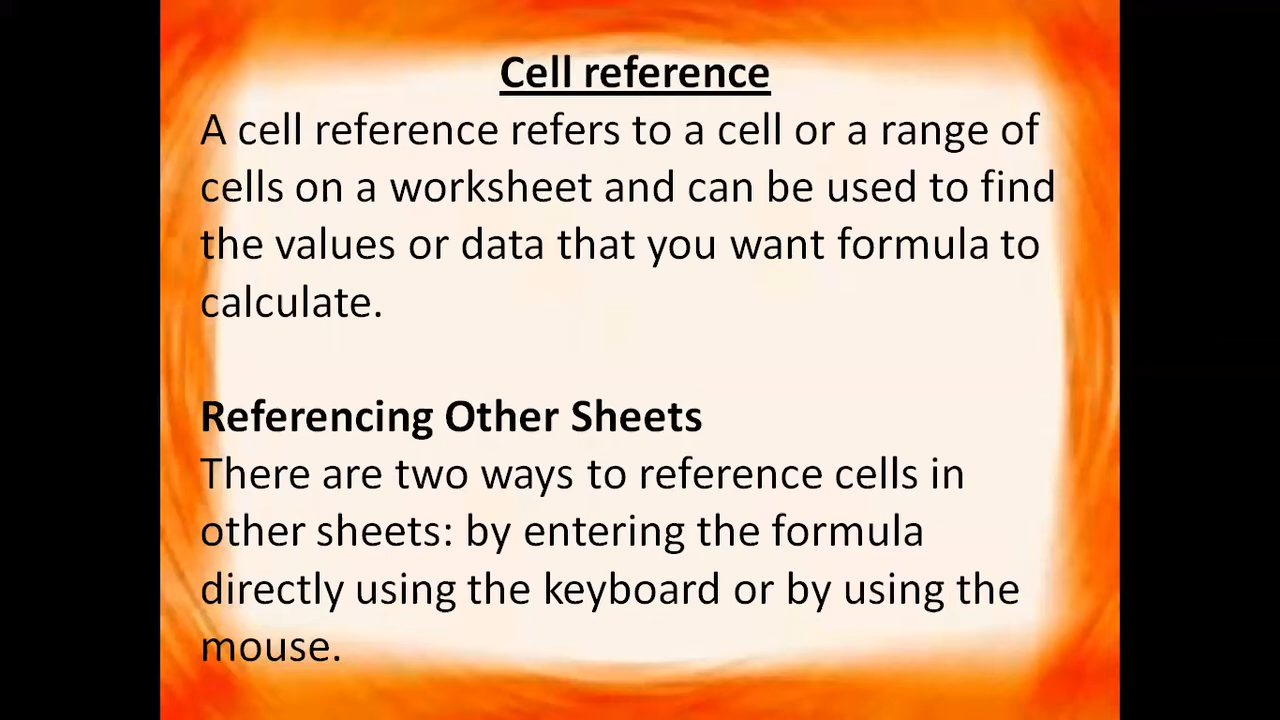 Cell reference
A cell reference refers to a cell or a range of
cells on a worksheet and can be used to find
the values or data that you want formula to
calculate.
Referencing Other Sheets
There are two ways to reference cells in
other sheets: by entering the formula
directly using the keyboard or by using the
mouse.